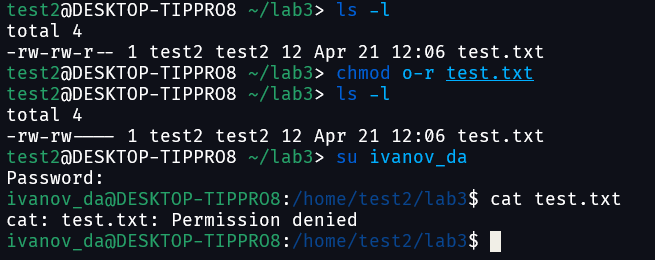 test2@DESKTOP-TIPPRO8 ~/lab3> ls -l
total 4
-rw-rw-r-- 1 test2 test2 12 Apr 21 12:06 test.txt
test2@DESKTOP-TIPPRO8 ~/lab3> chmod o-r test.txt
test2@DESKTOP-TIPPRO8 ~/lab3> ls -l
total 4
-rw-rw---- 1 test2 test2 12 Apr 21 12:06 test.txt
test2@DESKTOP-TIPPRO8 ~/lab3> su ivanov_da
Password:
ivanov_da@DESKTOP-TIPPRO8:/home/test2/lab3$ cat test.txt
cat: test.txt: Permission denied
ivanov_da@DESKTOP-TIPPRO8:/home/test2/lab3$